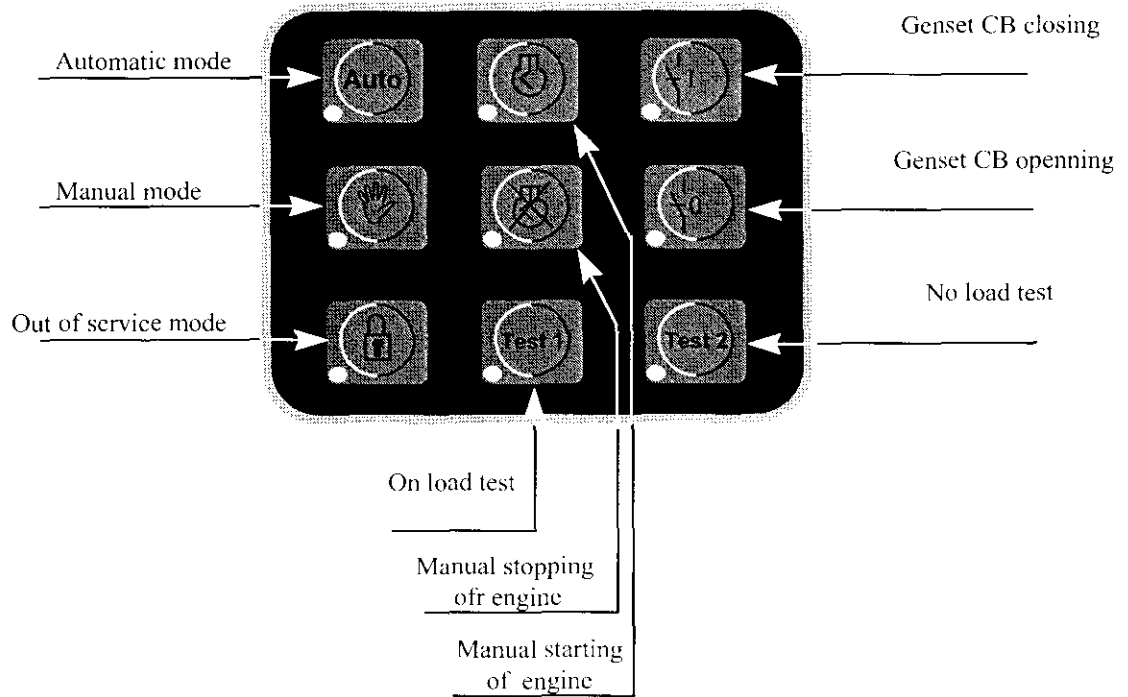 Genset CB closing
Automatic mode
Auto
I
Genset CB openning
Manual mode
0
No load test
Out of service mode
Test 1
Test 2
On load test
Manual stopping
ofr engine
Manual starting
of engine